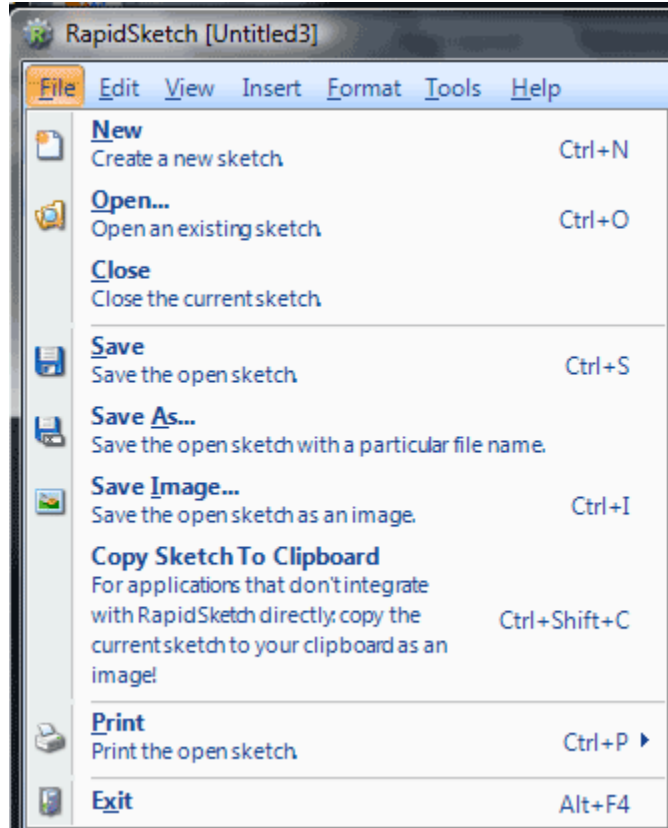 RapidSketch [Untitled3]
File Edit View Insert Format Tools Help
New
Create a new sketch.
Ctrl+N
Open...
Open an existing sketch.
Ctrl+O
Close
Close the current sketch.
Save
Save the open sketch.
Ctrl+S
Save As...
Save the open sketch with a particular file name.
Save Image...
Save the open sketch as an image.
Ctrl+I
Copy Sketch To Clipboard
For applications that don't integrate
with RapidSketch directly: copy the
current sketch to your clipboard as an
image!
Ctrl+Shift+C
Print
Print the open sketch.
Ctrl+P
Exit
Alt+F4